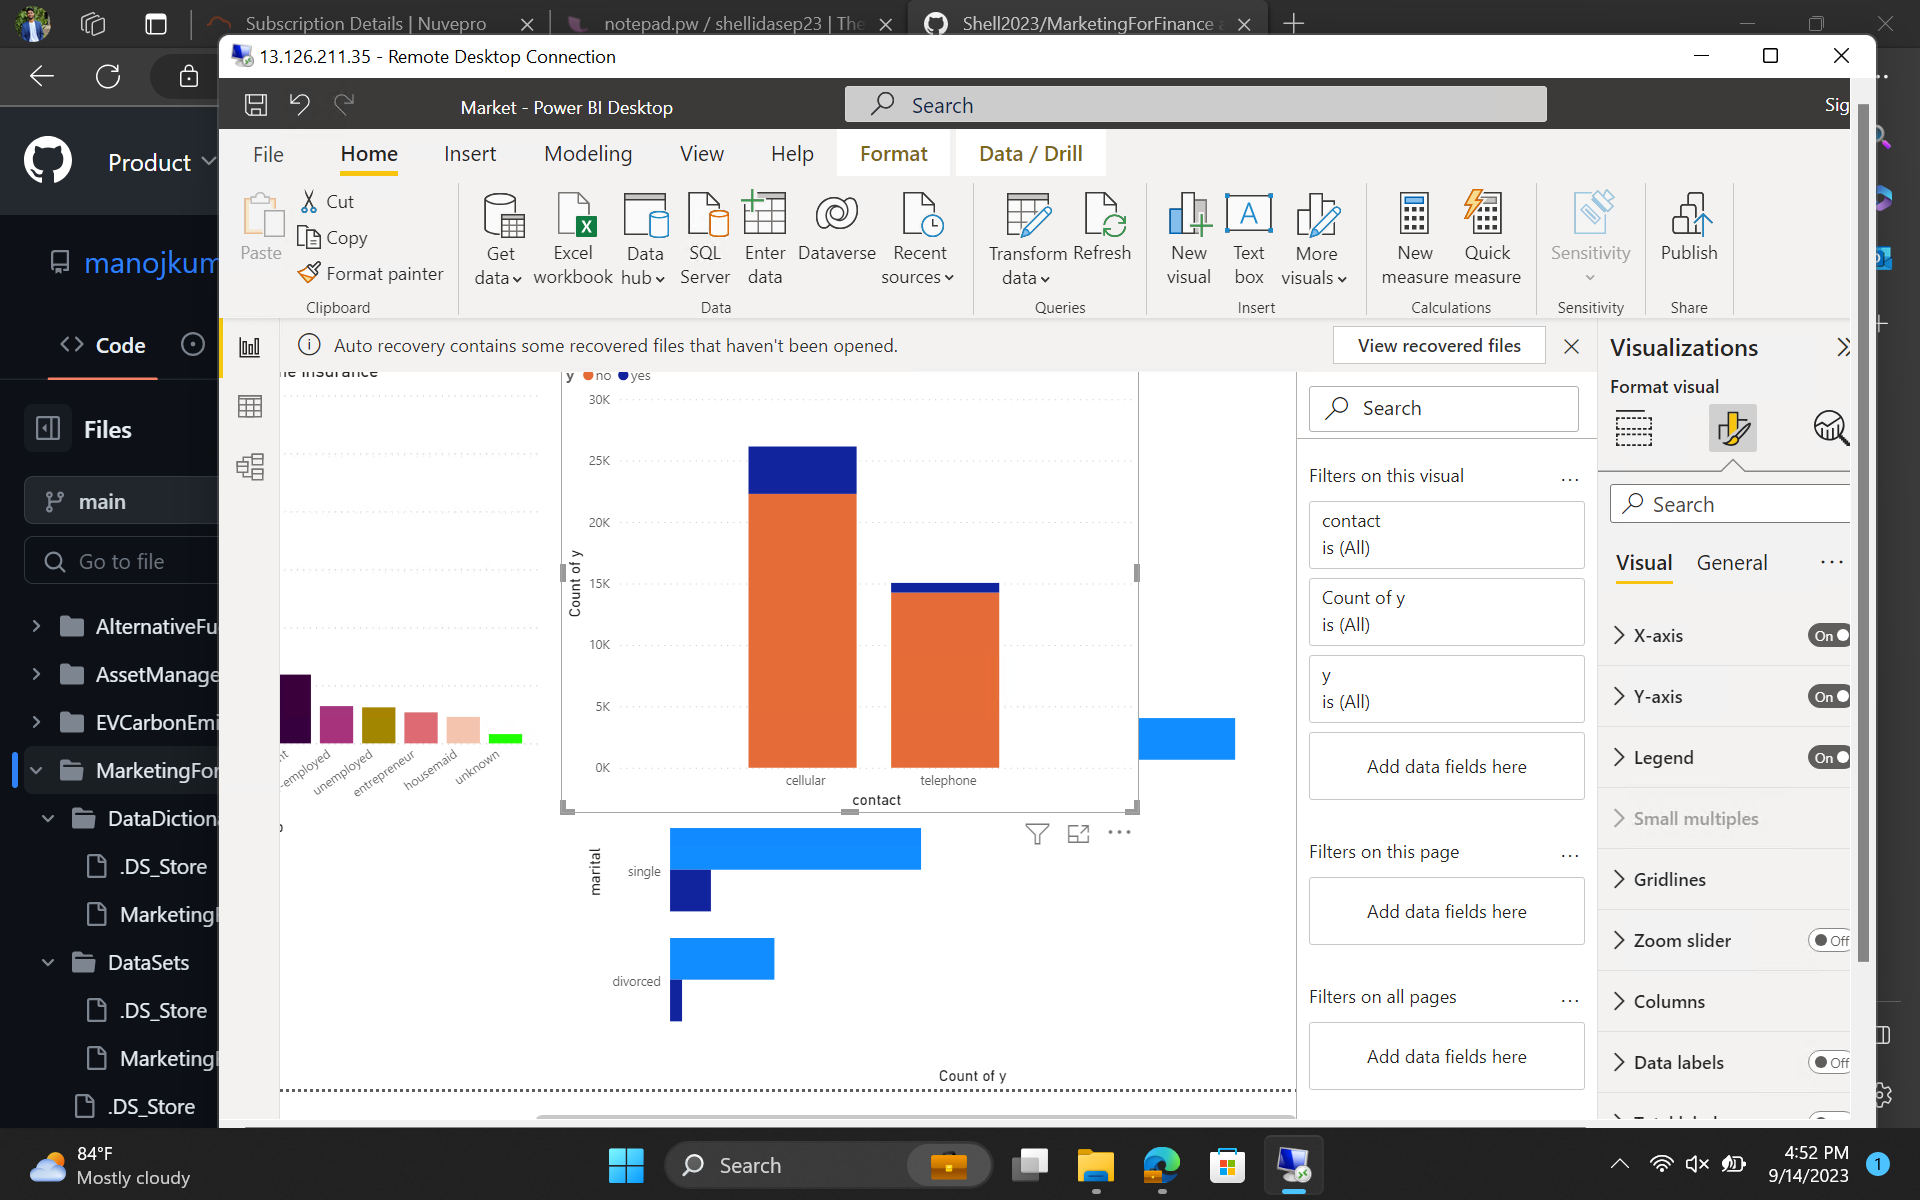 Subscription Details | Nuvepro
notepad.pw / shellidasep23 | The
Shell2023/MarketingForFinance
13.126.211.35 - Remote Desktop Connection
Market - Power BI Desktop
Search
Sig
Product
File
Home
Insert
Modeling
View
Help
Format
Data / Drill
Paste
Cut
Copy
Format painter
Clipboard
Get data
Excel workbook
Data hub
SQL Server
Enter data
Dataverse
Recent sources
Data
Transform data
Refresh
Queries
New visual
Text box
More visuals
Insert
New measure
Quick measure
Calculations
Sensitivity
Sensitivity
Publish
Share
manojkum
Code
Files
main
Go to file
AlternativeFu
AssetManage
EVCarbonEmi
MarketingFor
DataDictiona
.DS_Store
Marketing
DataSets
.DS_Store
Marketing
.DS_Store
Auto recovery contains some recovered files that haven't been opened.
View recovered files
ne insurance
-employed
unemployed
entrepreneur
housemaid
unknown
y no yes
30K
25K
20K
15K
10K
5K
0K
Count of y
cellular
telephone
contact
marital
single
divorced
Count of y
Search
Filters on this visual
...
contact
is (All)
Count of y
is (All)
y
is (All)
Add data fields here
Filters on this page
...
Add data fields here
Filters on all pages
...
Add data fields here
Visualizations
Format visual
Search
Visual
General
...
X-axis
On
Y-axis
On
Legend
On
Small multiples
Gridlines
Zoom slider
Off
Columns
Data labels
Off
84°F
Mostly cloudy
Search
4:52 PM
9/14/2023
1